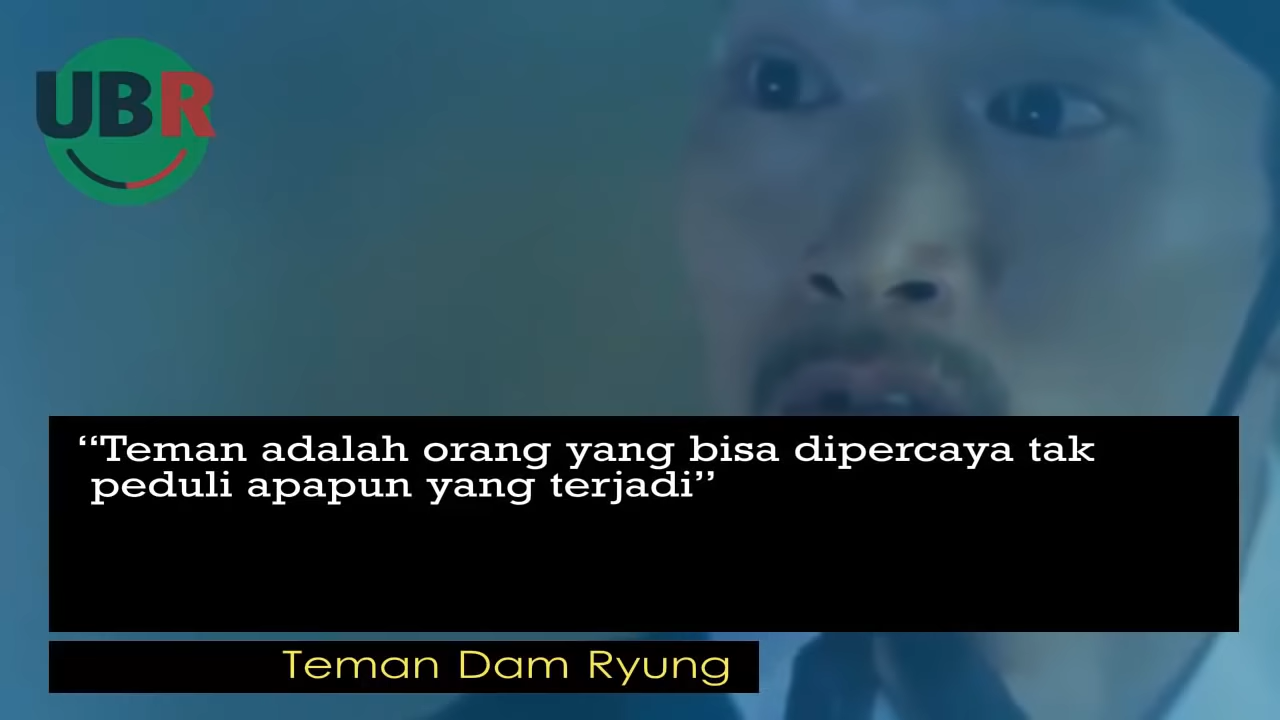 UBR
“Teman adalah orang yang bisa dipercaya tak
peduli apapun yang terjadi”
Teman Dam Ryung